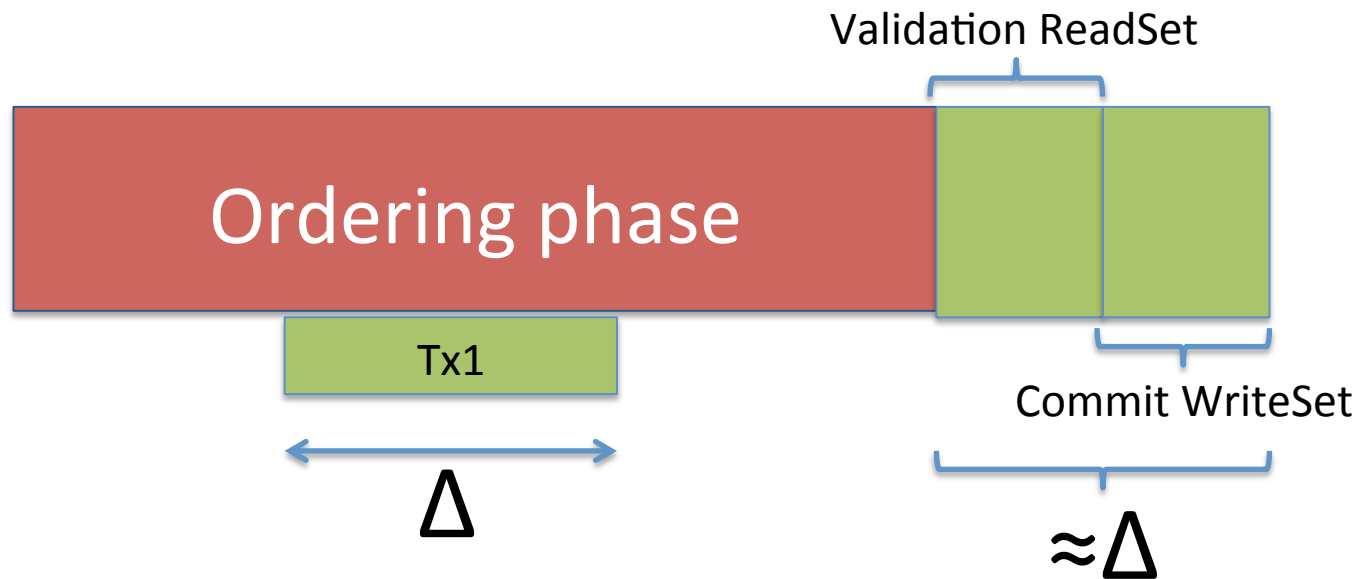 Validation ReadSet
Ordering phase
Tx1
Commit WriteSet
Δ
≈Δ